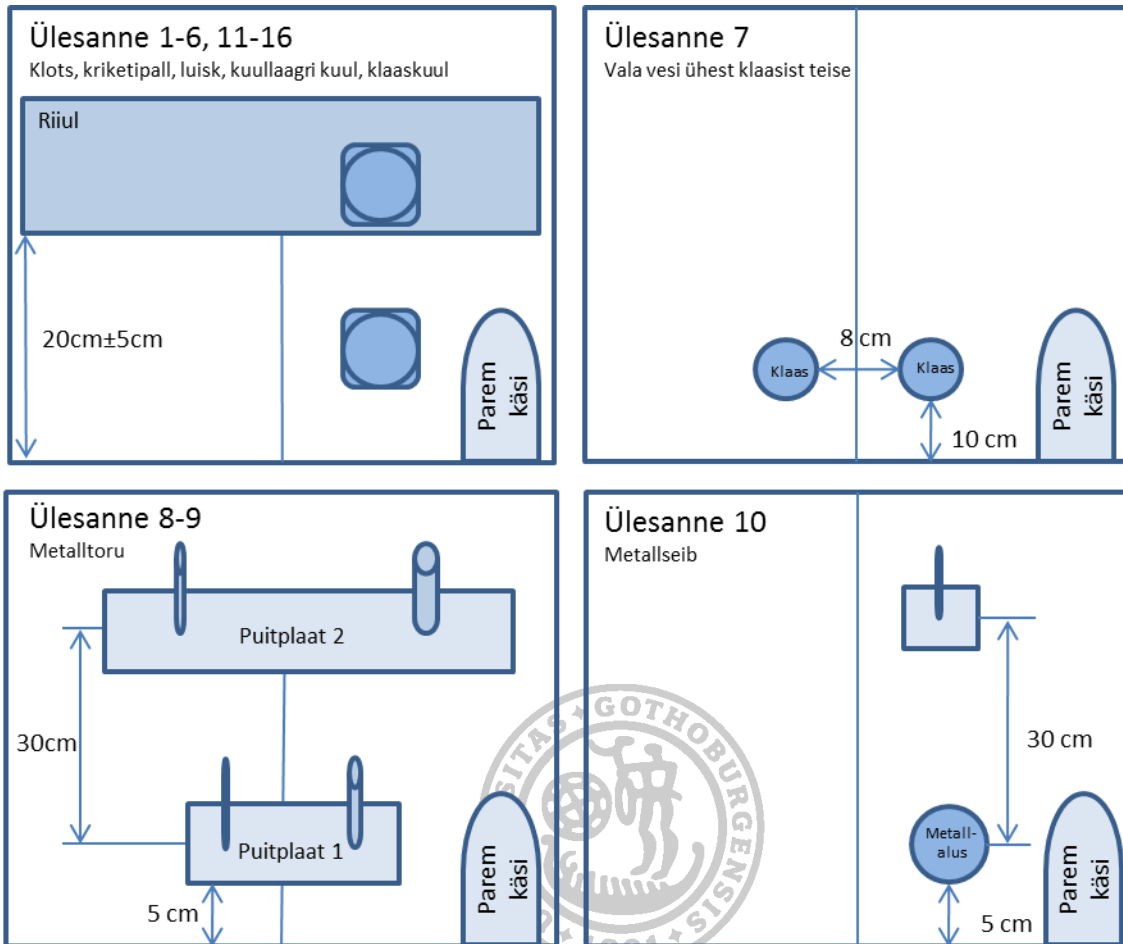 Ülesanne 1-6, 11-16
Klots, kriketipall, luisk, kuullaagri kuul, klaaskuul
Riiul
20cm±5cm
Parem
käsi
Ülesanne 7
Vala vesi ühest klaasist teise
8 cm
Klaas
Klaas
10 cm
Parem
käsi
Ülesanne 8-9
Metalltoru
Puitplaat 2
30cm
Puitplaat 1
5 cm
Parem
käsi
Ülesanne 10
Metallseib
30 cm
Metall-
alus
5 cm
Parem
käsi
GOTHOBURGENSIS